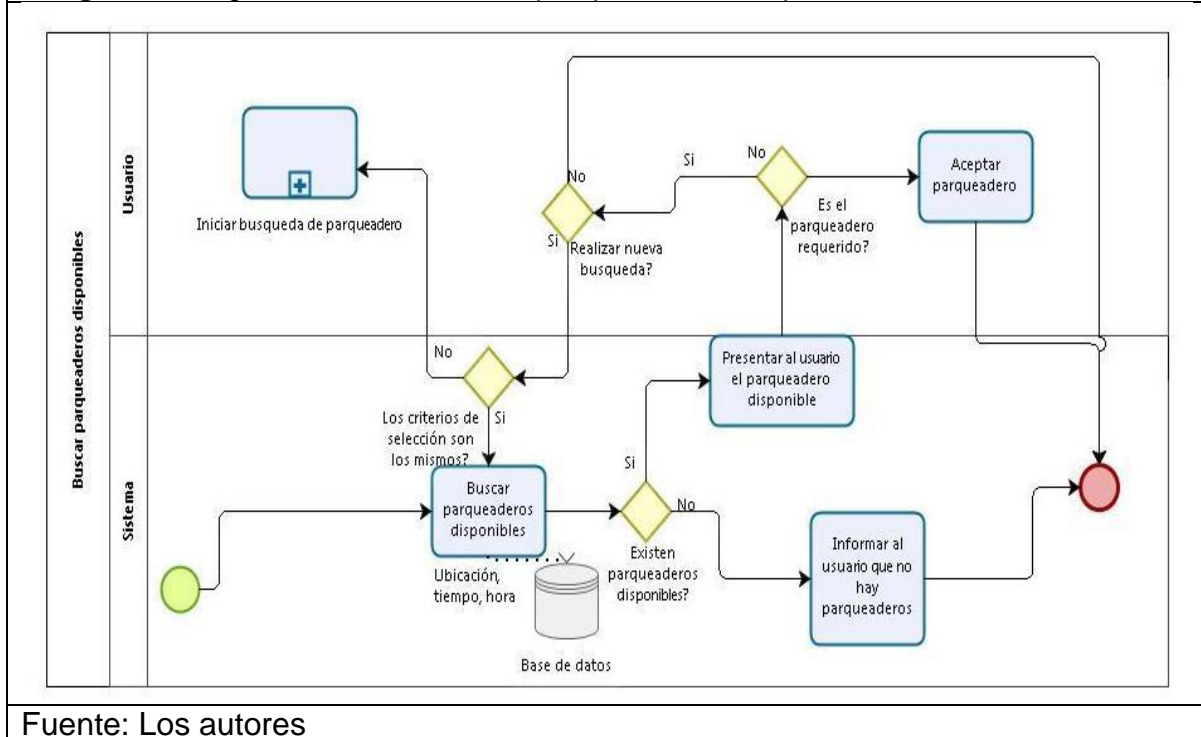 Buscar parqueaderos disponibles
Usuario
Iniciar busqueda de parqueadero
No
Si
Realizar nueva
busqueda?
Si
No
Es el
parqueadero
requerido?
Aceptar
parqueadero
Sistema
No
Los criterios de
selección son
los mismos?
Si
Buscar
parqueaderos
disponibles
Ubicación,
tiempo, hora
Base de datos
Si
No
Existen
parqueaderos
disponibles?
Presentar al usuario
el parqueadero
disponible
Informar al
usuario que no
hay
parqueaderos
Fuente: Los autores